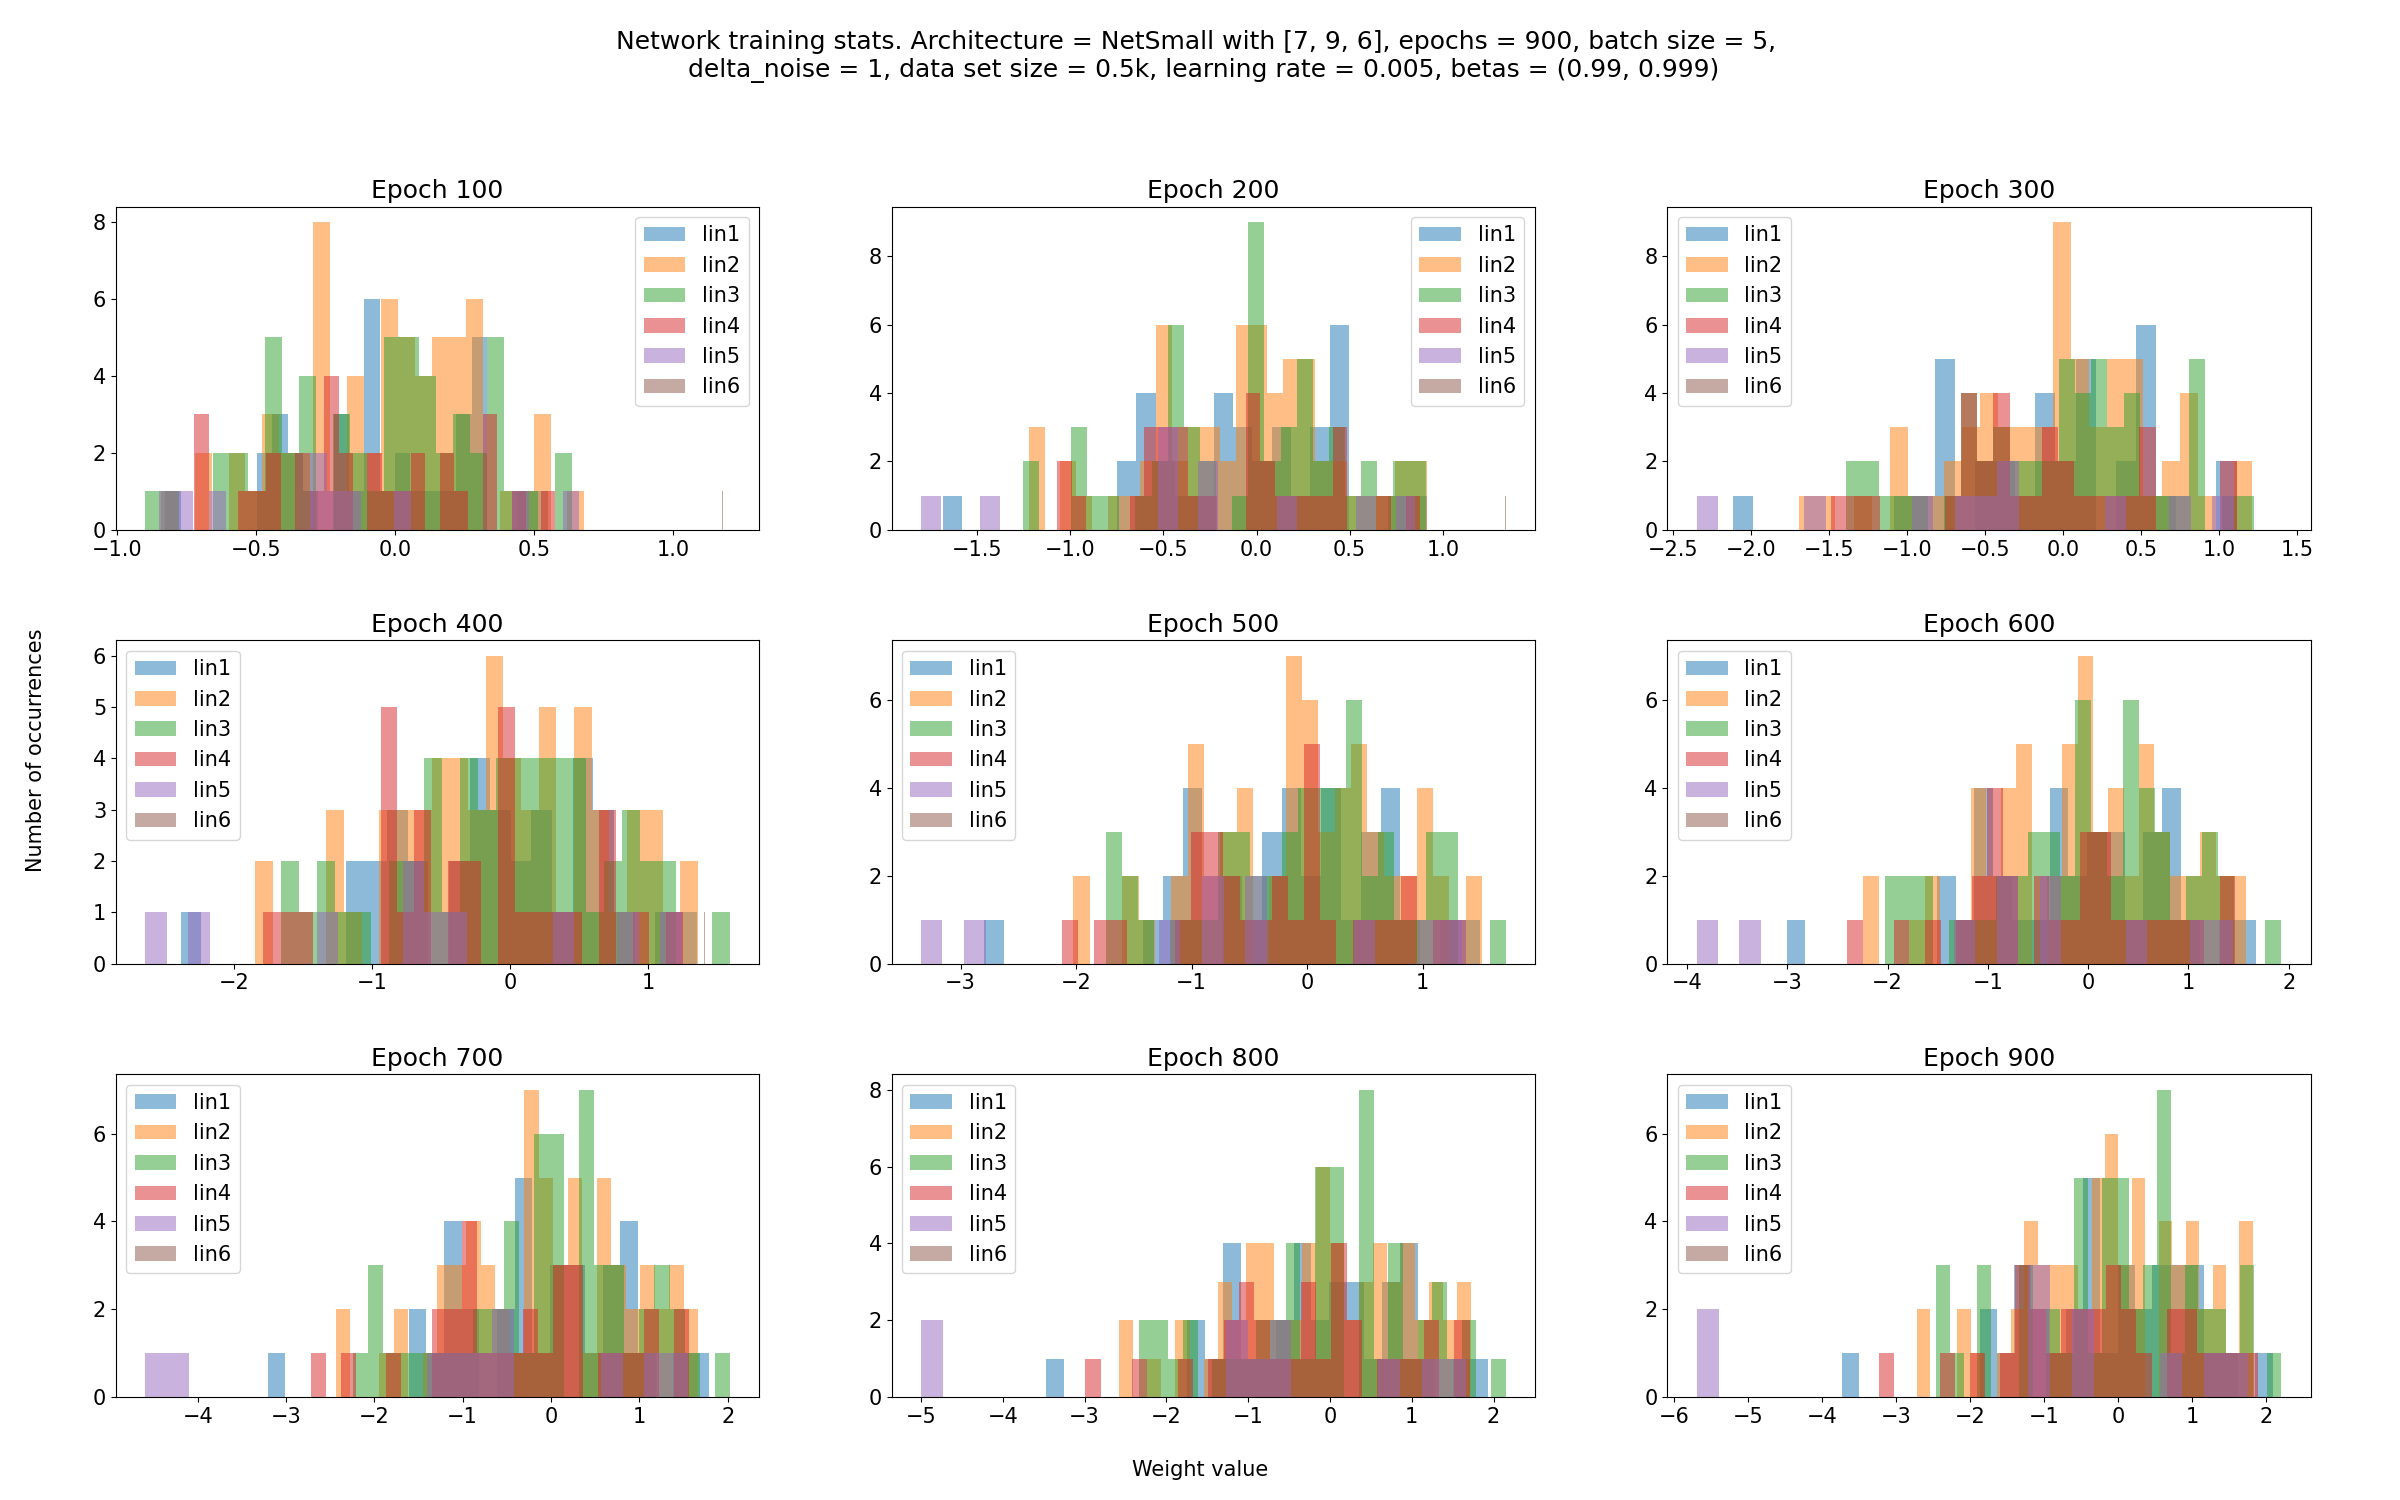 Network training stats. Architecture = NetSmall with [7, 9, 6], epochs = 900, batch size = 5,
delta_noise = 1, data set size = 0.5k, learning rate = 0.005, betas = (0.99, 0.999)
Epoch 100
8
6
4
2
0
−1.0 −0.5 0.0 0.5 1.0
lin1
lin2
lin3
lin4
lin5
lin6
Epoch 200
8
6
4
2
0
−1.5 −1.0 −0.5 0.0 0.5 1.0
lin1
lin2
lin3
lin4
lin5
lin6
Epoch 300
8
6
4
2
0
−2.5 −2.0 −1.5 −1.0 −0.5 0.0 0.5 1.0 1.5
lin1
lin2
lin3
lin4
lin5
lin6
Number of occurrences
Epoch 400
6
5
4
3
2
1
0
−2 −1 0 1
lin1
lin2
lin3
lin4
lin5
lin6
Epoch 500
6
4
2
0
−3 −2 −1 0 1
lin1
lin2
lin3
lin4
lin5
lin6
Epoch 600
6
4
2
0
−4 −3 −2 −1 0 1 2
lin1
lin2
lin3
lin4
lin5
lin6
Epoch 700
6
4
2
0
−4 −3 −2 −1 0 1 2
lin1
lin2
lin3
lin4
lin5
lin6
Epoch 800
8
6
4
2
0
−5 −4 −3 −2 −1 0 1 2
lin1
lin2
lin3
lin4
lin5
lin6
Epoch 900
6
4
2
0
−6 −5 −4 −3 −2 −1 0 1 2
lin1
lin2
lin3
lin4
lin5
lin6
Weight value